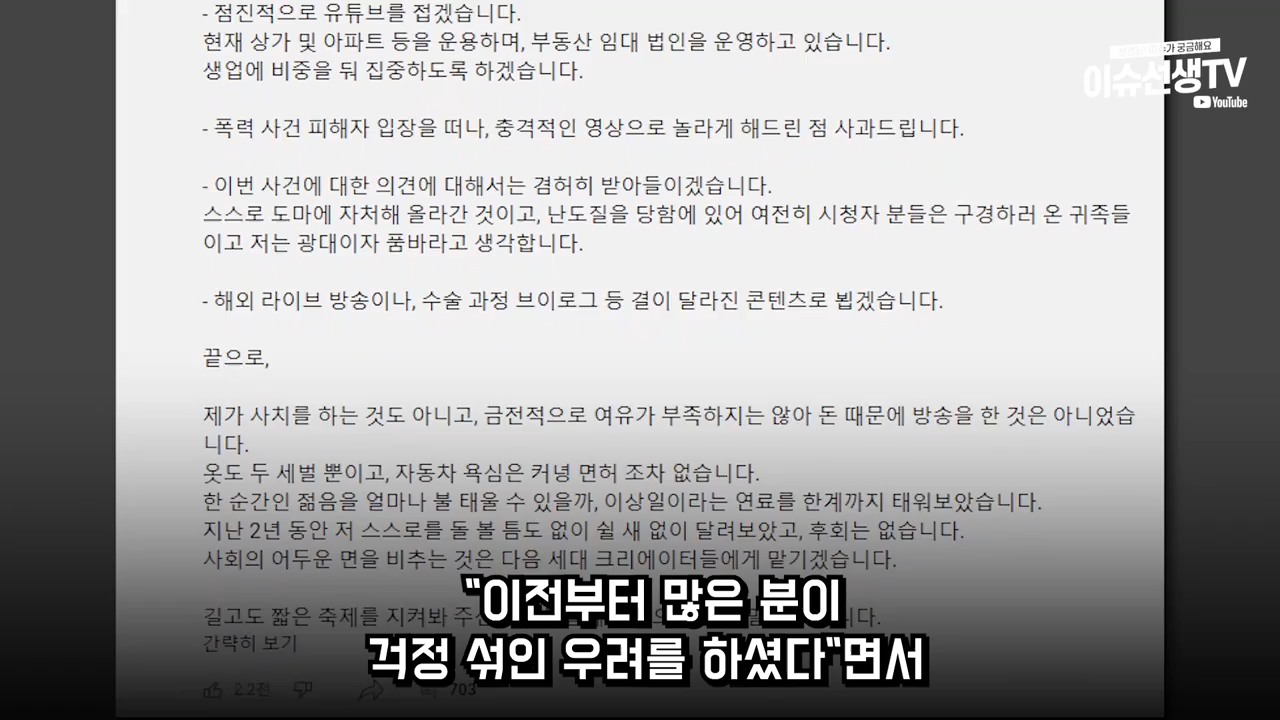 - 점진적으로 유튜브를 접겠습니다.
현재 상가 및 아파트 등을 운용하며, 부동산 임대 법인을 운영하고 있습니다.
생업에 비중을 둬 집중하도록 하겠습니다.
가 궁금해요
이슈선생TV
YouTube
- 폭력 사건 피해자 입장을 떠나, 충격적인 영상으로 놀라게 해드린 점 사과드립니다.
- 이번 사건에 대한 의견에 대해서는 겸허히 받아들이겠습니다.
스스로 도마에 자처해 올라간 것이고, 난도질을 당함에 있어 여전히 시청자 분들은 구경하러 온 귀족들
이고 저는 광대이자 품바라고 생각합니다.
- 해외 라이브 방송이나, 수술 과정 브이로그 등 결이 달라진 콘텐츠로 뵙겠습니다.
끝으로,
제가 사치를 하는 것도 아니고, 금전적으로 여유가 부족하지는 않아 돈 때문에 방송을 한 것은 아니었습
니다.
옷도 두 세벌 뿐이고, 자동차 욕심은 커녕 면허 조차 없습니다.
한 순간인 젊음을 얼마나 불 태울 수 있을까, 이상일이라는 연료를 한계까지 태워보았습니다.
지난 2년 동안 저 스스로를 돌 볼 틈도 없이 쉴 새 없이 달려보았고, 후회는 없습니다.
사회의 어두운 면을 비추는 것은 다음 세대 크리에이터들에게 맡기겠습니다.
길고도 짧은 축제를 지켜봐 주신
간략히 보기
2.2천 703
"이전부터 많은 분이
걱정 섞인 우려를 하셨다"면서